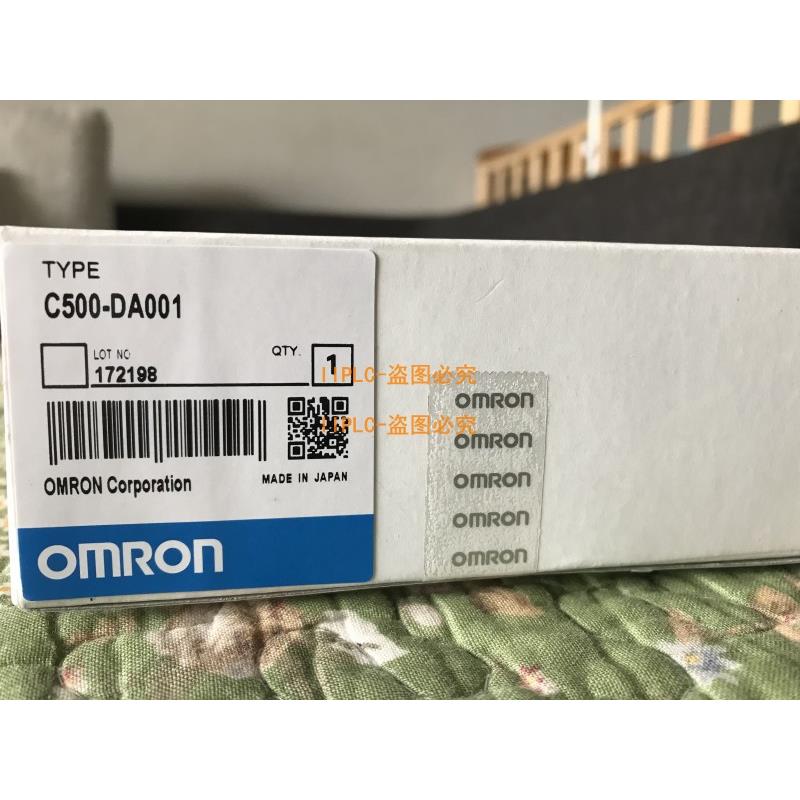 TYPE
C500-DA001
LOT NO
172198
QTY.
1
OMRON Corporation
MADE IN JAPAN
OMRON
OMRON
OMRON
OMRON
OMRON
OMRON
IIPLC-盗图必究
IIPLC-盗图必究